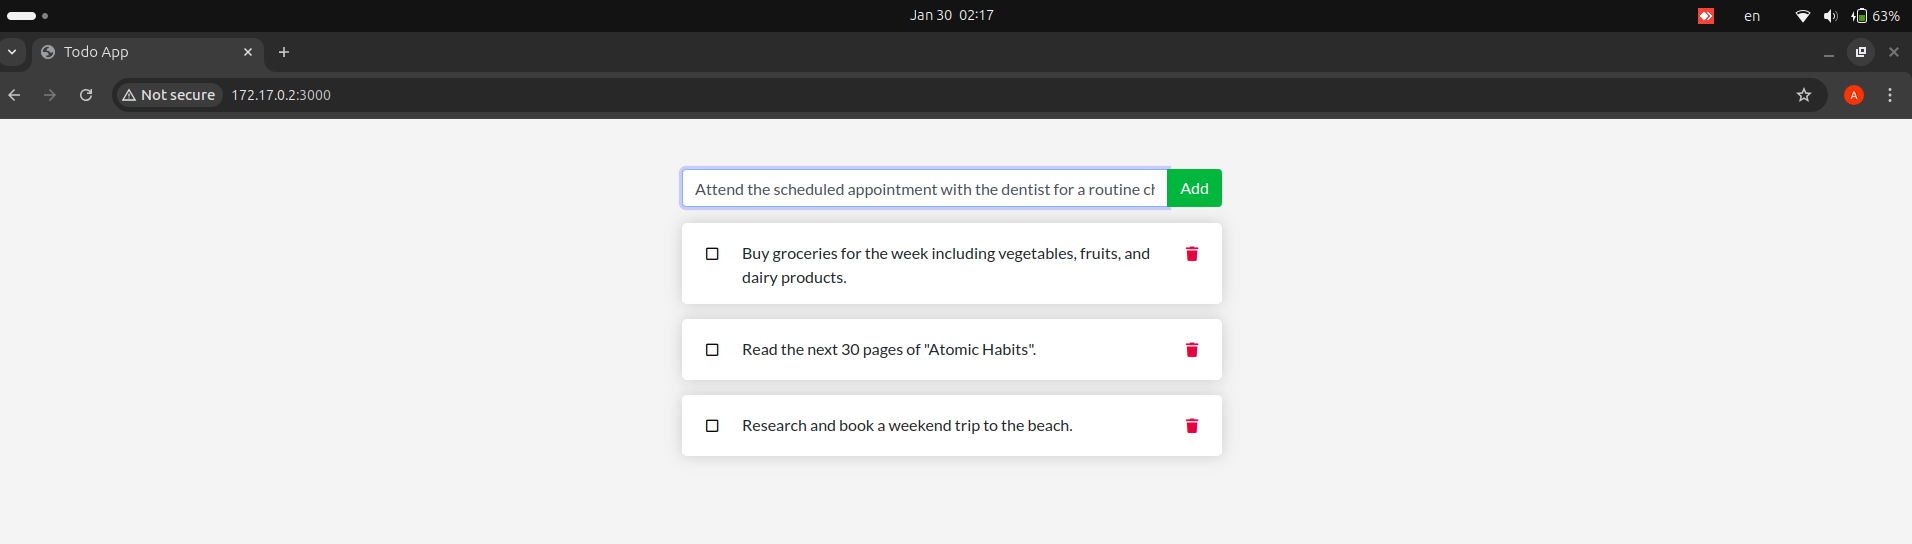 Jan 30 02:17
en
63%
Todo App
Not secure
172.17.0.2:3000
A
Attend the scheduled appointment with the dentist for a routine
Add
Buy groceries for the week including vegetables, fruits, and
dairy products.
Read the next 30 pages of "Atomic Habits".
Research and book a weekend trip to the beach.